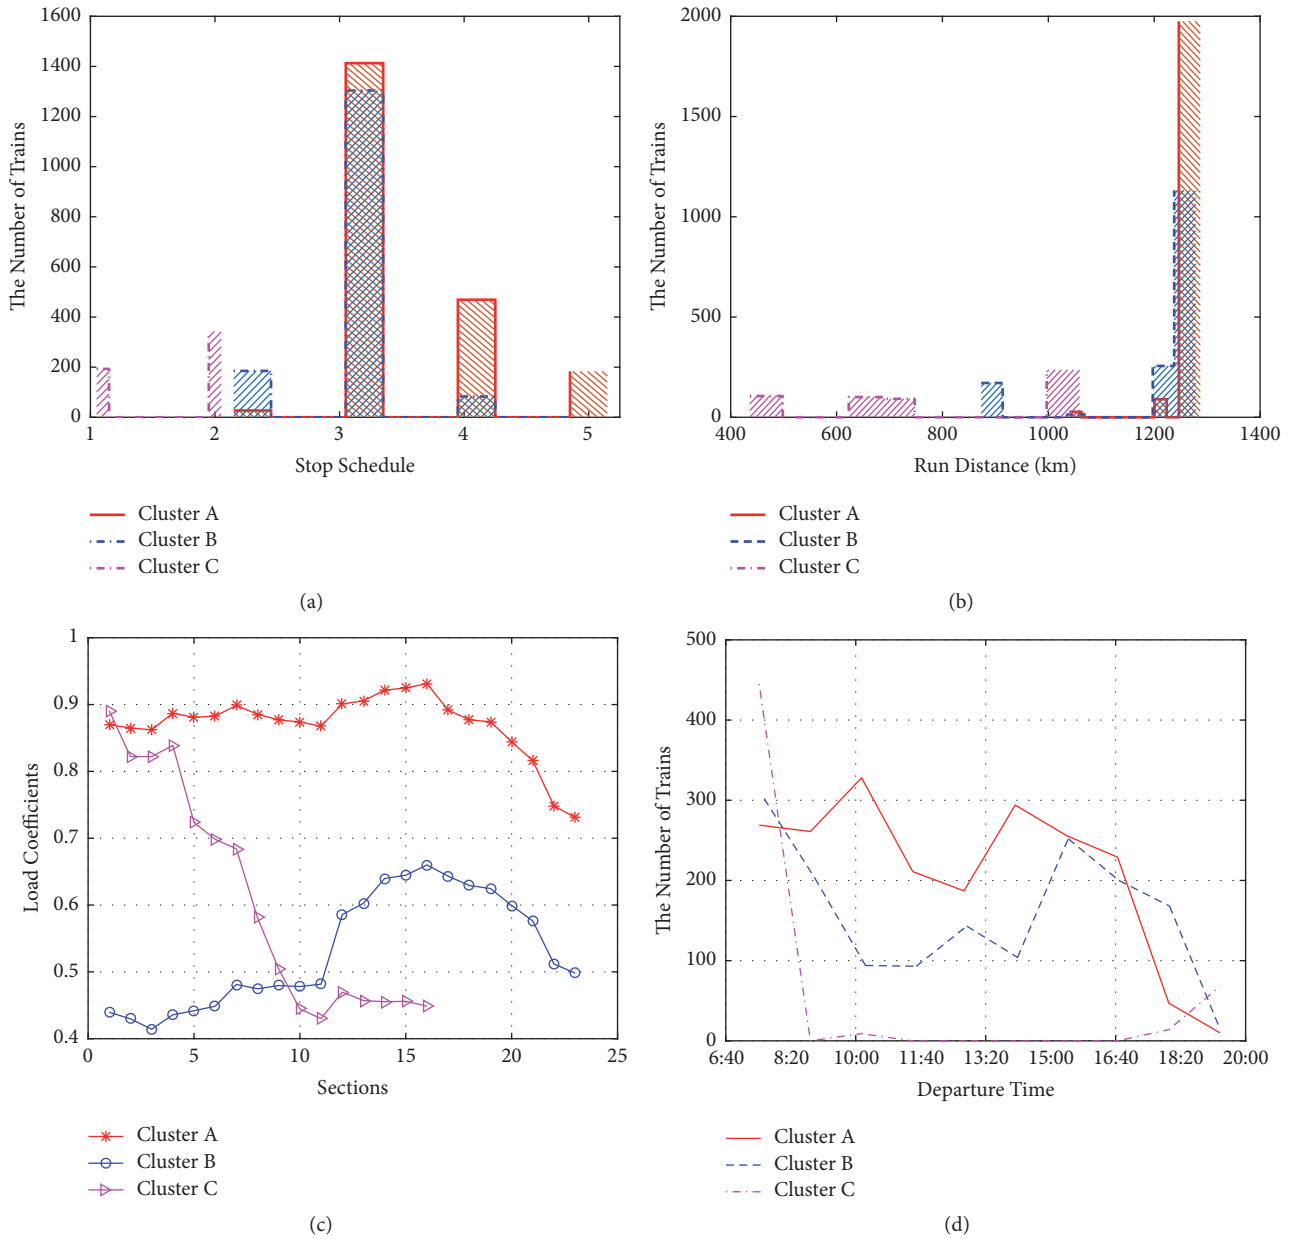 1600
1400
1200
1000
800
600
400
200
0
The Number of Trains
1 2 3 4 5
Stop Schedule
Cluster A
Cluster B
Cluster C
(a)
2000
1500
1000
500
0
The Number of Trains
400 600 800 1000 1200 1400
Run Distance (km)
Cluster A
Cluster B
Cluster C
(b)
1
0.9
0.8
0.7
0.6
0.5
0.4
Load Coefficients
0 5 10 15 20 25
Sections
Cluster A
Cluster B
Cluster C
(c)
500
400
300
200
100
0
The Number of Trains
6:40 8:20 10:00 11:40 13:20 15:00 16:40 18:20 20:00
Departure Time
Cluster A
Cluster B
Cluster C
(d)